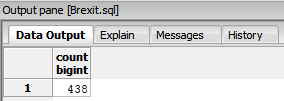 Output pane [Brexit.sql]
Data Output Explain Messages History
count
bigint
1 438